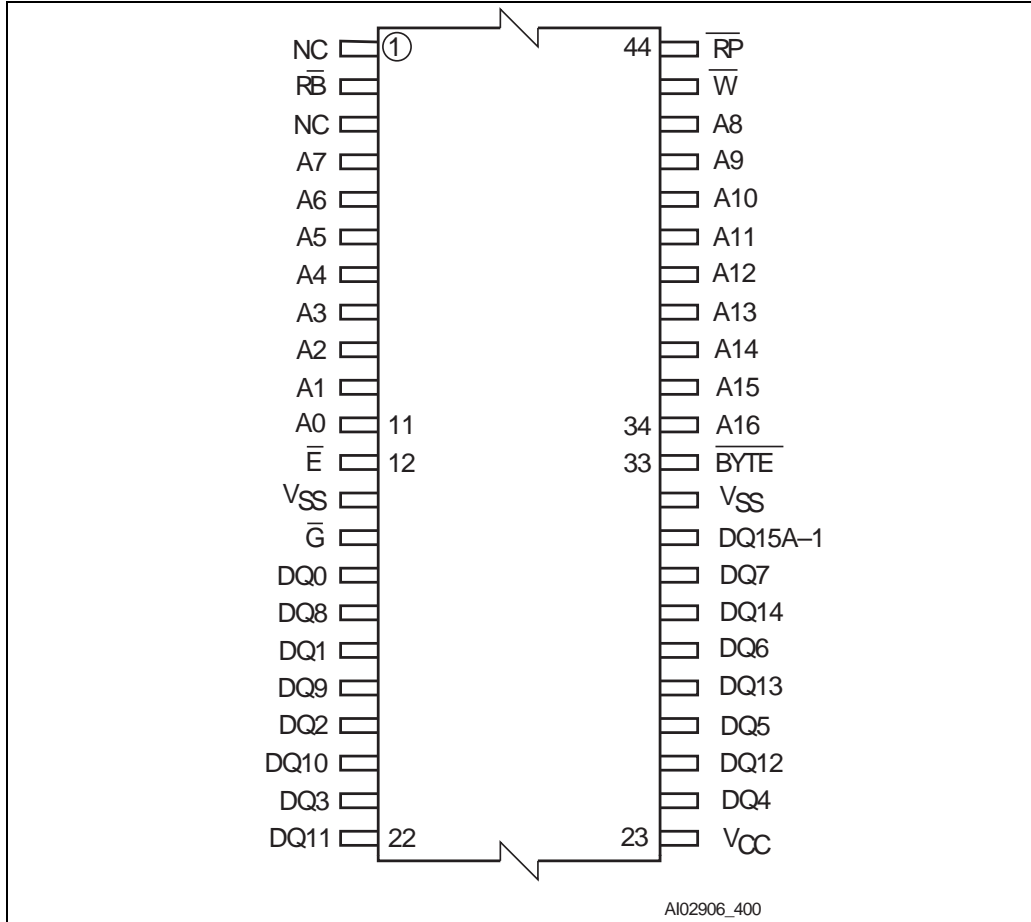 NC 1 44 R̅P̅
RB̅ W̅
NC A8
A7 A9
A6 A10
A5 A11
A4 A12
A3 A13
A2 A14
A1 A15
A0 11 34 A16
E̅ 12 33 B̅Y̅T̅E̅
VSS VSS
G̅ DQ15A–1
DQ0 DQ7
DQ8 DQ14
DQ1 DQ6
DQ9 DQ13
DQ2 DQ5
DQ10 DQ12
DQ3 DQ4
DQ11 22 23 VCC
AI02906_400